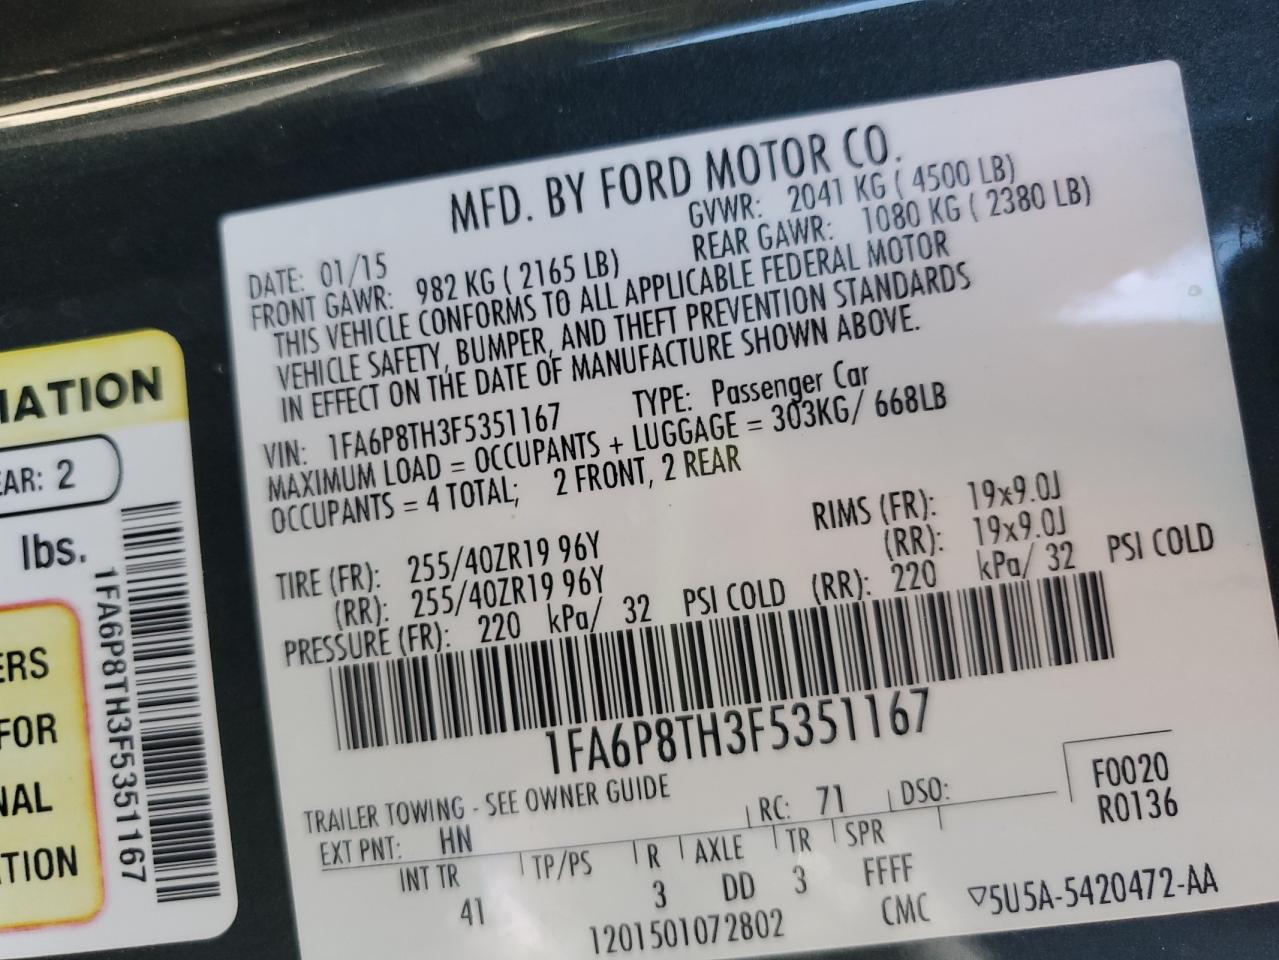 MFD. BY FORD MOTOR CO.
DATE: 01/15
GVWR: 2041 KG ( 4500 LB)
FRONT GAWR: 982 KG ( 2165 LB)
REAR GAWR: 1080 KG ( 2380 LB)
THIS VEHICLE CONFORMS TO ALL APPLICABLE FEDERAL MOTOR
VEHICLE SAFETY, BUMPER, AND THEFT PREVENTION STANDARDS
IN EFFECT ON THE DATE OF MANUFACTURE SHOWN ABOVE.
VIN: 1FA6P8TH3F5351167
TYPE: Passenger Car
MAXIMUM LOAD = OCCUPANTS + LUGGAGE = 303KG/ 668LB
OCCUPANTS = 4 TOTAL; 2 FRONT, 2 REAR
TIRE (FR): 255/40ZR19 96Y
RIMS (FR): 19x9.0J
(RR): 255/40ZR19 96Y
(RR): 19x9.0J
PRESSURE (FR): 220 kPa/ 32 PSI COLD (RR): 220 kPa/ 32 PSI COLD
1FA6P8TH3F5351167
TRAILER TOWING - SEE OWNER GUIDE
EXT PNT: HN
RC: 71
DSO:
F0020
R0136
INT TR TP/PS R AXLE TR SPR
41 3 DD 3 FFFF
1201501072802 CMC
▽5U5A-5420472-AA
IATION
EAR: 2
lbs.
1FA6P8TH3F5351167
ERS
FOR
NAL
TION